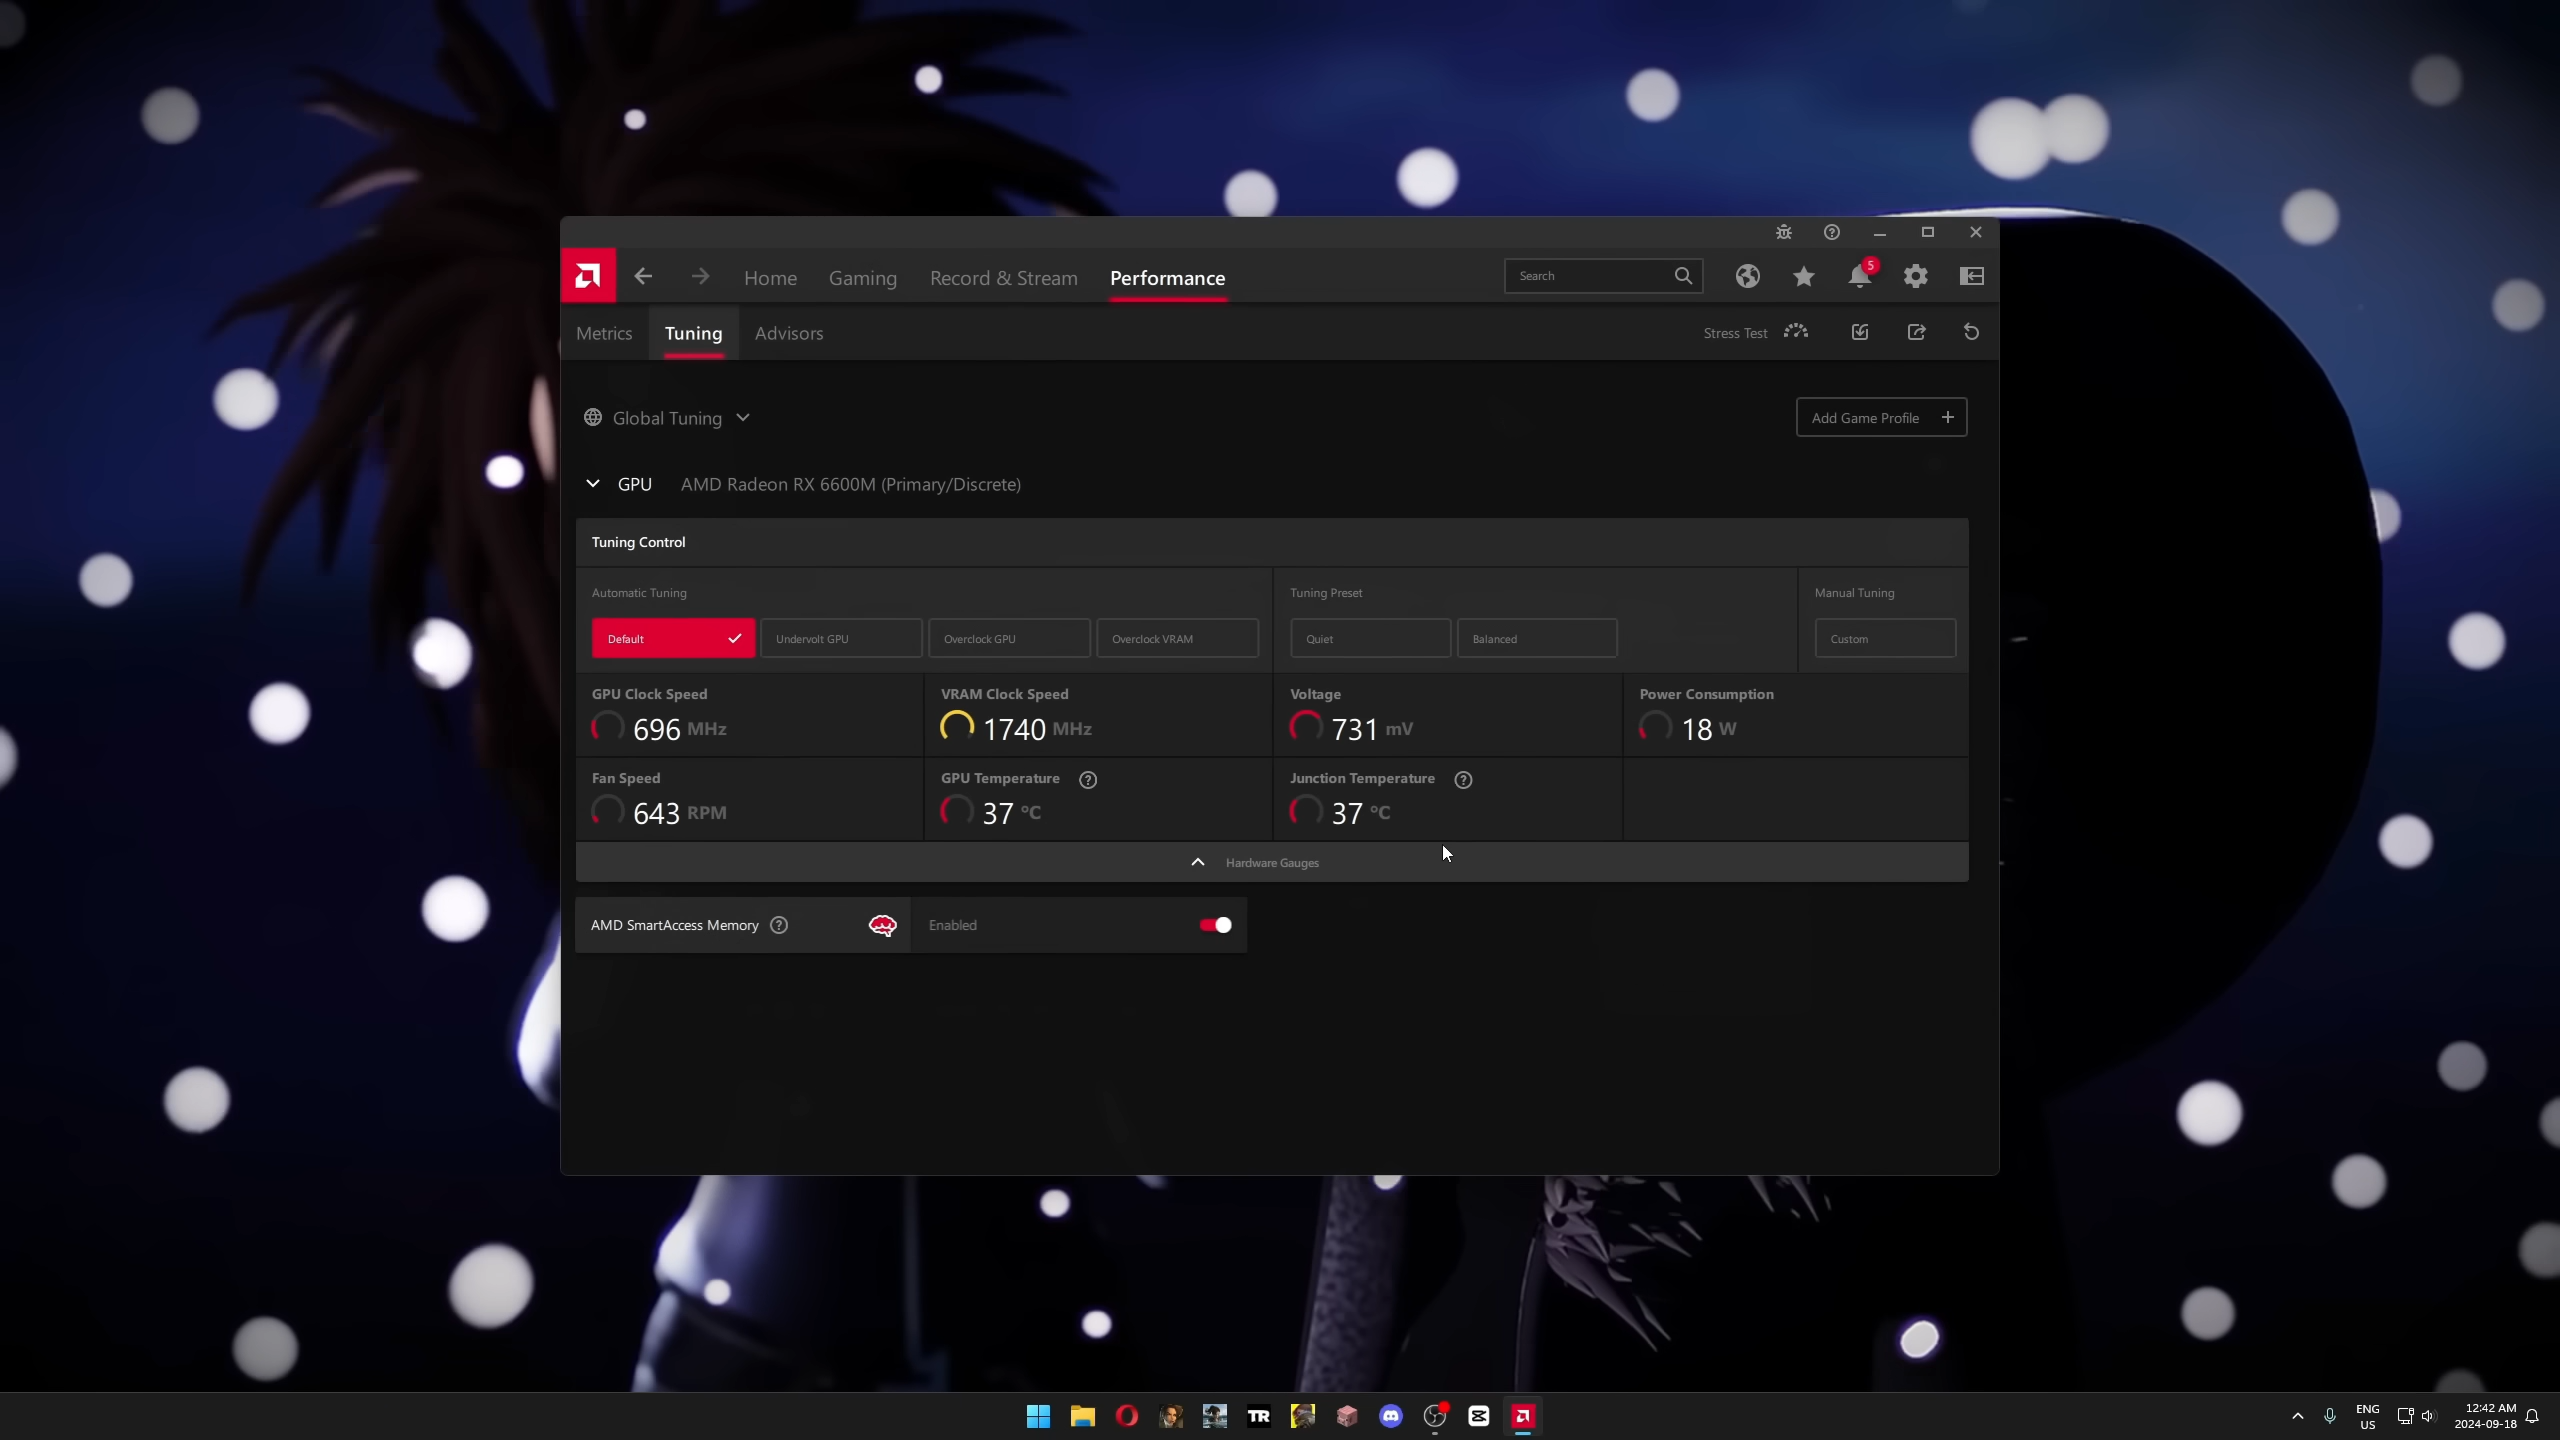 Home Gaming Record & Stream Performance Search 5
Metrics Tuning Advisors Stress Test
Global Tuning Add Game Profile
GPU AMD Radeon RX 6600M (Primary/Discrete)
Tuning Control
Automatic Tuning Tuning Preset Manual Tuning
Default Undervolt GPU Overclock GPU Overclock VRAM Quiet Balanced Custom
GPU Clock Speed VRAM Clock Speed Voltage Power Consumption
696 MHz 1740 MHz 731 mV 18 W
Fan Speed GPU Temperature Junction Temperature
643 RPM 37 °C 37 °C
Hardware Gauges
AMD SmartAccess Memory Enabled
TR
ENG
US
12:42 AM
2024-09-18